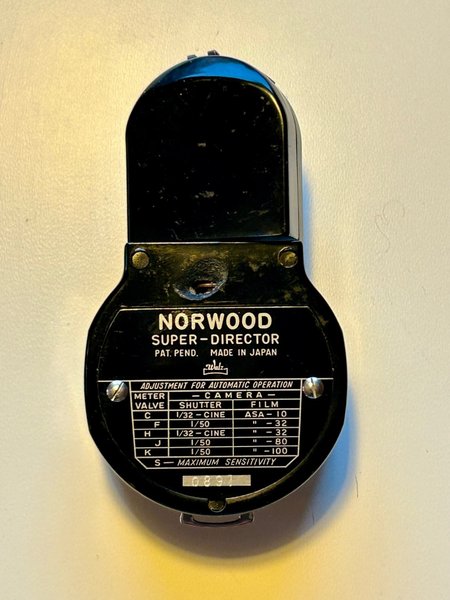 NORWOOD
SUPER-DIRECTOR
PAT. PEND. MADE IN JAPAN
Walz
ADJUSTMENT FOR AUTOMATIC OPERATION
METER VALVE - CAMERA -
SHUTTER FILM
C 1/32-CINE ASA-10
F 1/50 " -32
H 1/32-CINE " -32
J 1/50 " -80
K 1/50 " -100
S - MAXIMUM SENSITIVITY